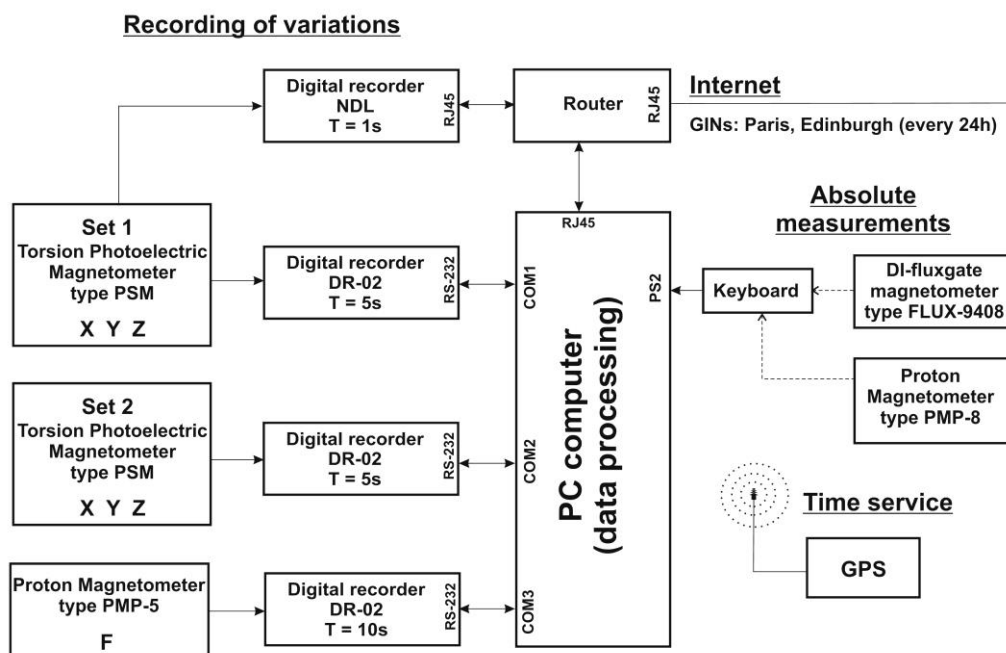 Recording of variations
Digital recorder
NDL
T = 1s
RJ45
Router
RJ45
Internet
GINs: Paris, Edinburgh (every 24h)
Set 1
Torsion Photoelectric
Magnetometer
type PSM
X Y Z
Digital recorder
DR-02
T = 5s
RS-232
Set 2
Torsion Photoelectric
Magnetometer
type PSM
X Y Z
Digital recorder
DR-02
T = 5s
RS-232
Proton Magnetometer
type PMP-5
F
Digital recorder
DR-02
T = 10s
RS-232
RJ45
COM1
COM2
COM3
PS2
PC computer
(data processing)
Absolute
measurements
Keyboard
DI-fluxgate
magnetometer
type FLUX-9408
Proton
Magnetometer
type PMP-8
Time service
GPS